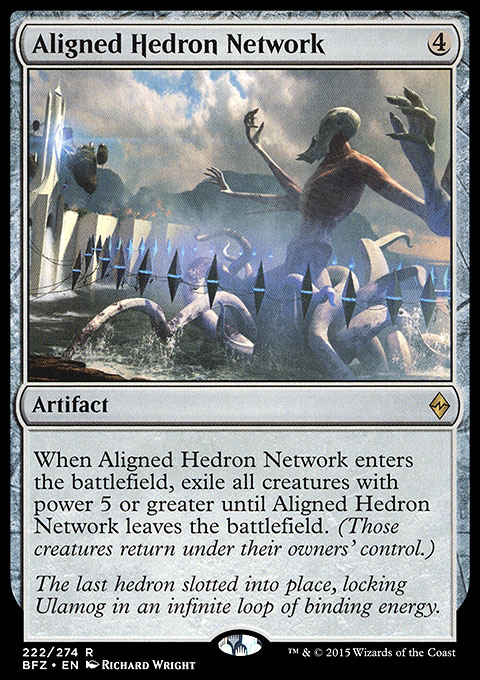 Aligned Hedron Network 4
Artifact
When Aligned Hedron Network enters
the battlefield, exile all creatures with
power 5 or greater until Aligned Hedron
Network leaves the battlefield. (Those
creatures return under their owners' control.)
The last hedron slotted into place, locking
Ulamog in an infinite loop of binding energy.
222/274 R
BFZ • EN Richard Wright
™ & © 2015 Wizards of the Coast